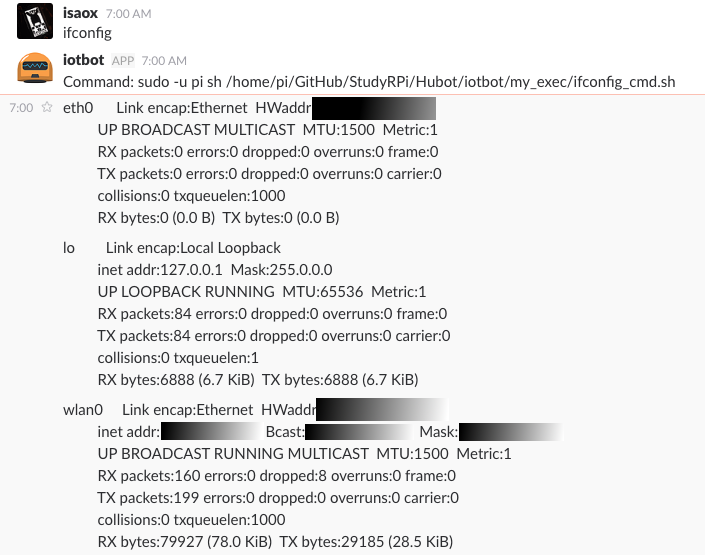 isaox 7:00 AM
ifconfig
iotbot APP 7:00 AM
Command: sudo -u pi sh /home/pi/GitHub/StudyRPi/Hubot/iotbot/my_exec/ifconfig_cmd.sh
7:00 ☆ eth0 Link encap:Ethernet HWaddr
UP BROADCAST MULTICAST MTU:1500 Metric:1
RX packets:0 errors:0 dropped:0 overruns:0 frame:0
TX packets:0 errors:0 dropped:0 overruns:0 carrier:0
collisions:0 txqueuelen:1000
RX bytes:0 (0.0 B) TX bytes:0 (0.0 B)
lo Link encap:Local Loopback
inet addr:127.0.0.1 Mask:255.0.0.0
UP LOOPBACK RUNNING MTU:65536 Metric:1
RX packets:84 errors:0 dropped:0 overruns:0 frame:0
TX packets:84 errors:0 dropped:0 overruns:0 carrier:0
collisions:0 txqueuelen:1
RX bytes:6888 (6.7 KiB) TX bytes:6888 (6.7 KiB)
wlan0 Link encap:Ethernet HWaddr
inet addr: Bcast: Mask:
UP BROADCAST RUNNING MULTICAST MTU:1500 Metric:1
RX packets:160 errors:0 dropped:8 overruns:0 frame:0
TX packets:199 errors:0 dropped:0 overruns:0 carrier:0
collisions:0 txqueuelen:1000
RX bytes:79927 (78.0 KiB) TX bytes:29185 (28.5 KiB)